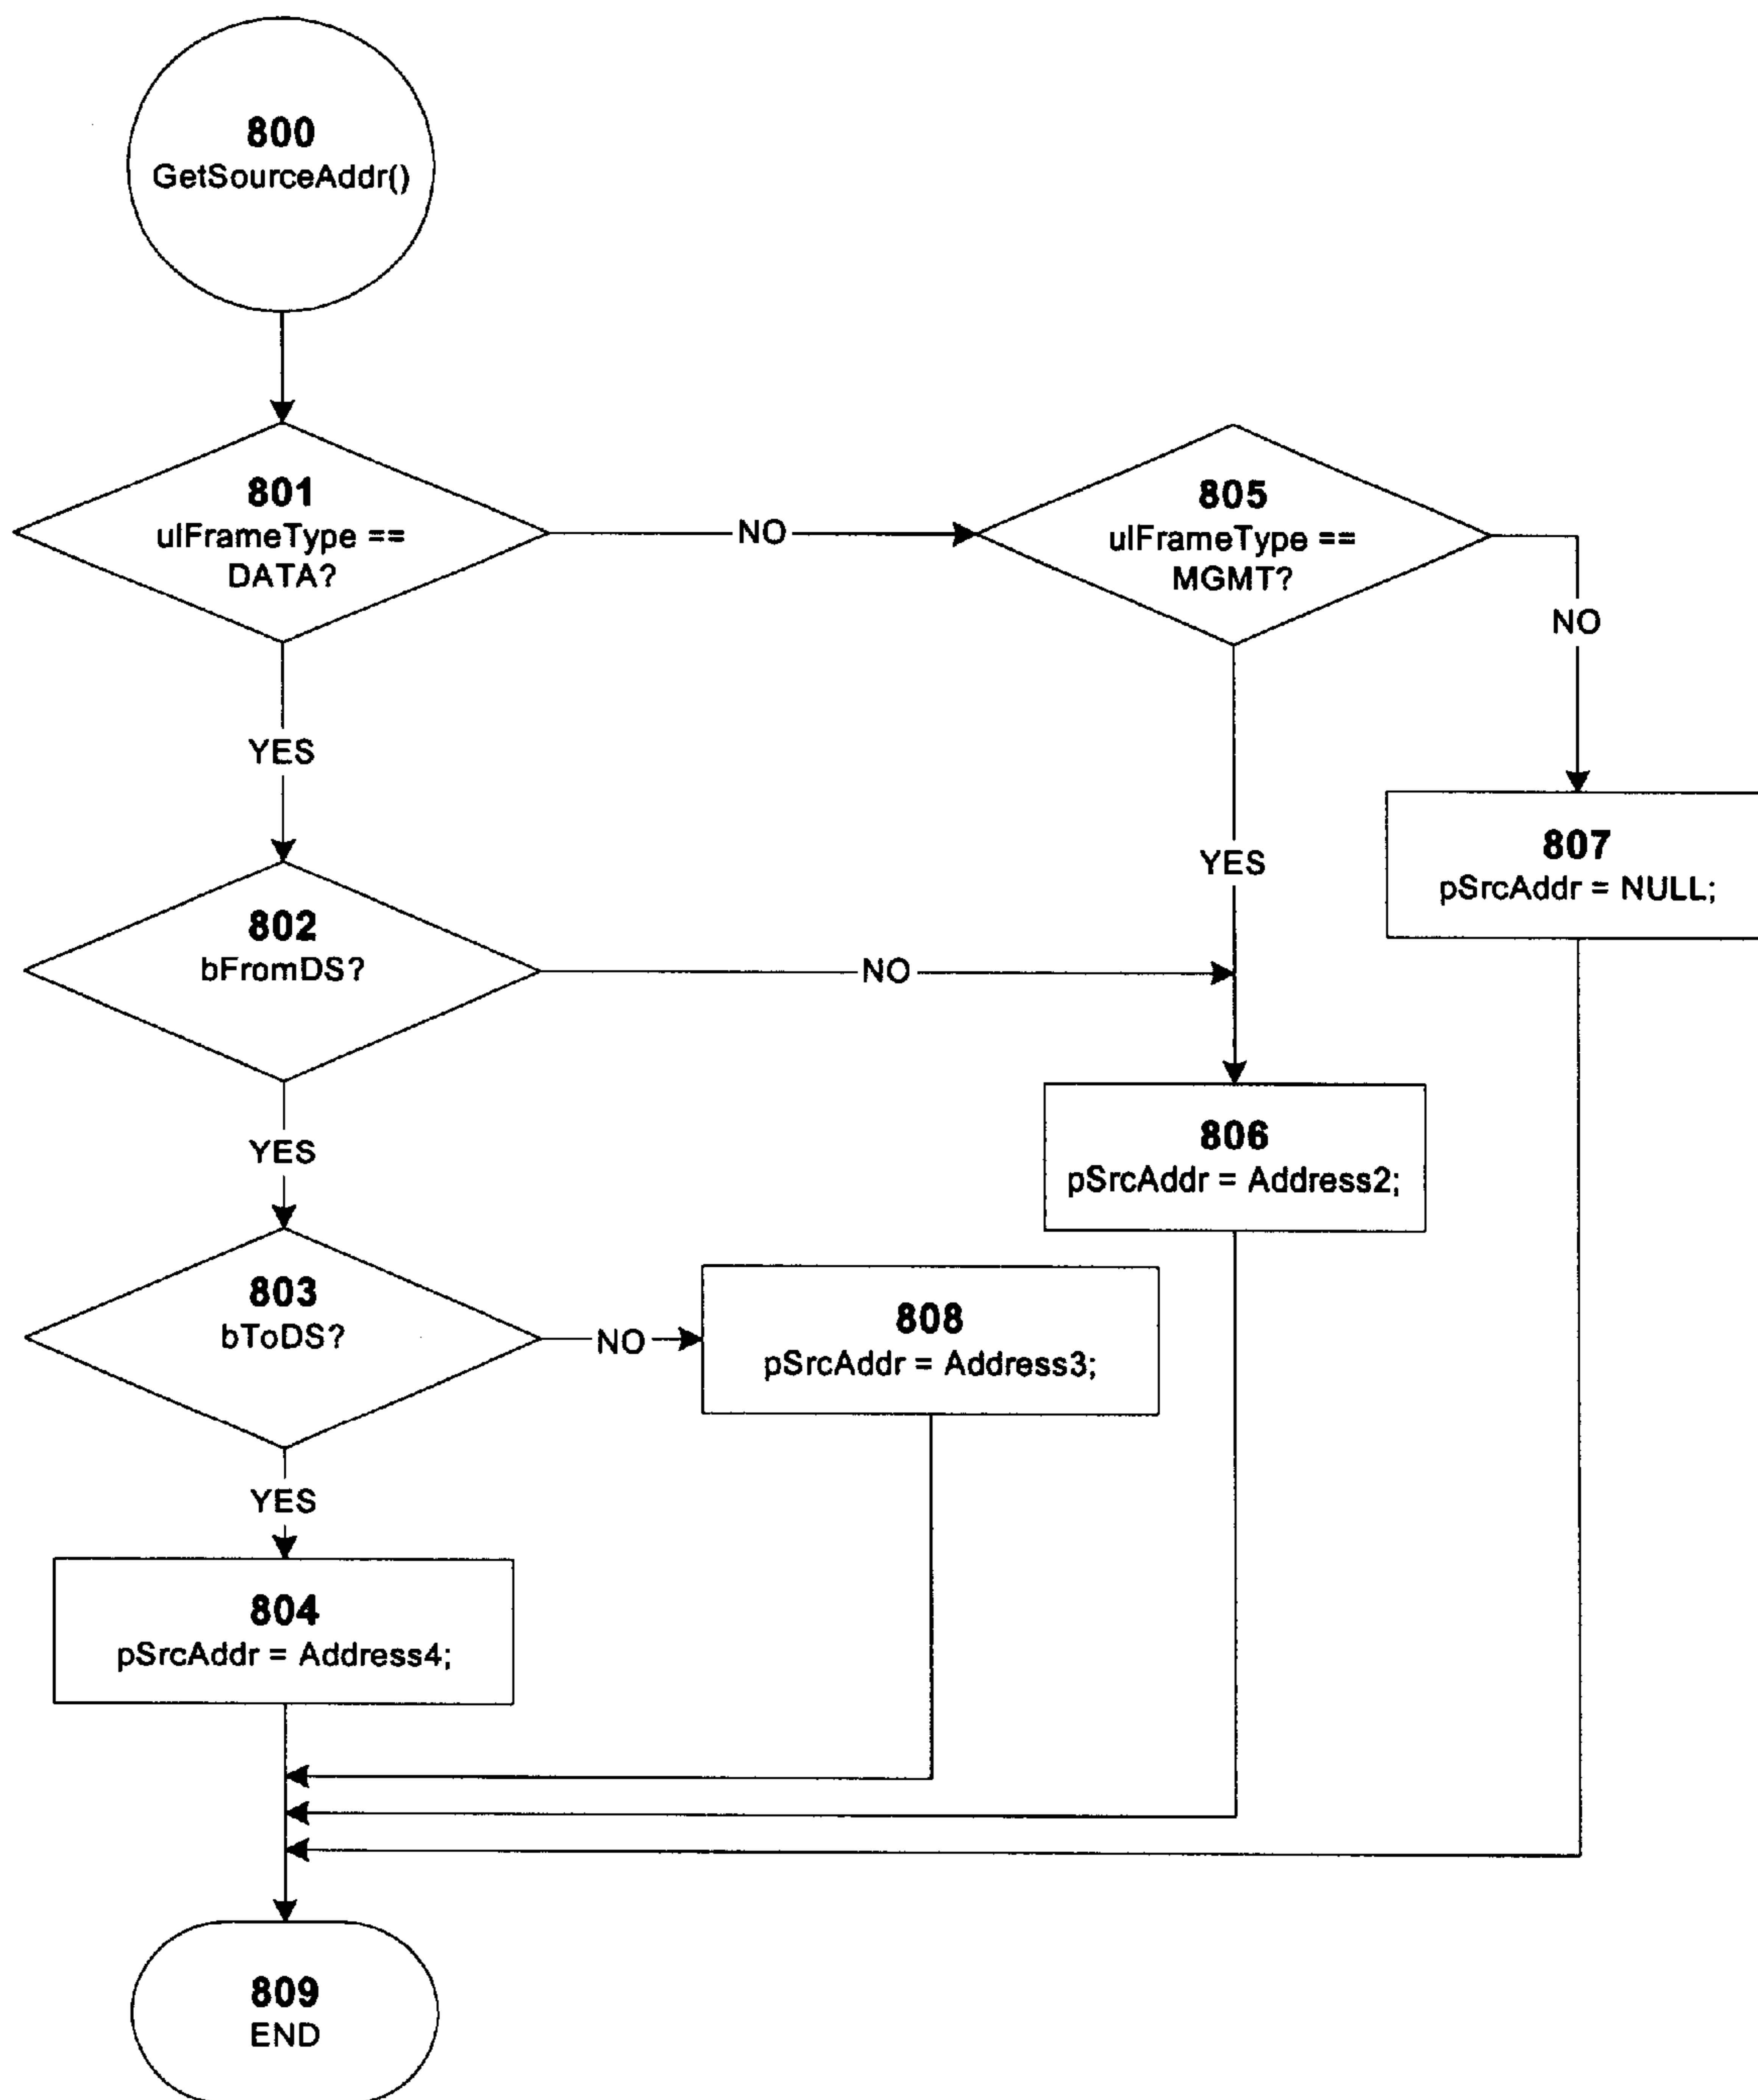 800
GetSourceAddr()
801
ulFrameType ==
DATA?
NO
805
ulFrameType ==
MGMT?
NO
YES
YES
807
pSrcAddr = NULL;
802
bFromDS?
NO
YES
806
pSrcAddr = Address2;
803
bToDS?
NO
808
pSrcAddr = Address3;
YES
804
pSrcAddr = Address4;
809
END